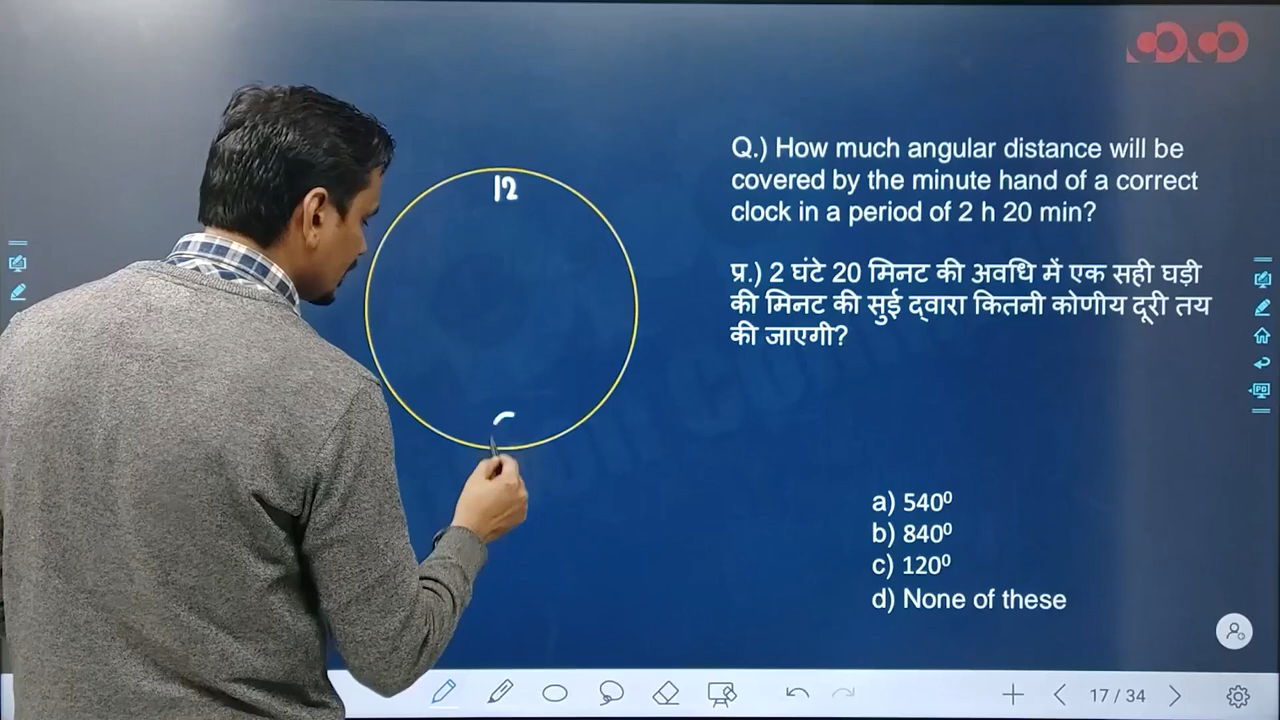 12
Q.) How much angular distance will be
covered by the minute hand of a correct
clock in a period of 2 h 20 min?
प्र.) 2 घंटे 20 मिनट की अवधि में एक सही घड़ी
की मिनट की सुई द्वारा कितनी कोणीय दूरी तय
की जाएगी?
a) 540⁰
b) 840⁰
c) 120⁰
d) None of these
17 / 34